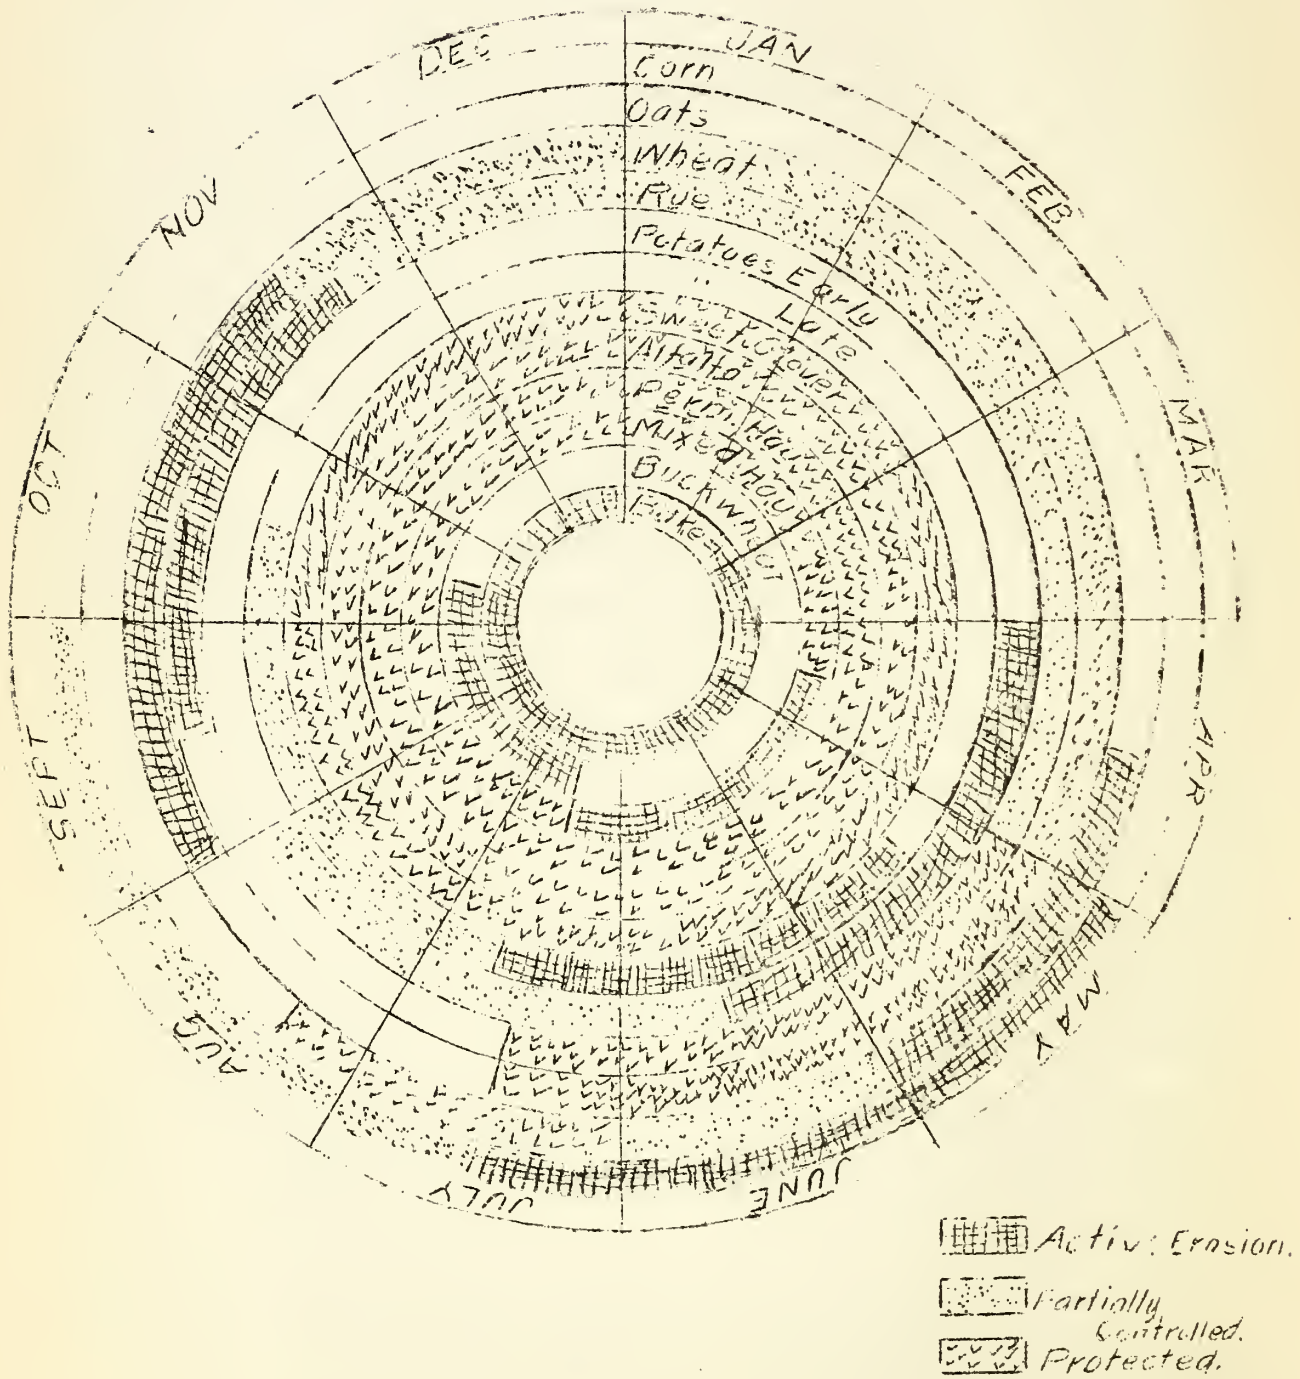 DEC
JAN
FEB
MAR
APR
MAY
JUNE
JULY
AUG
SEPT
OCT
NOV
Corn
Oats
Wheat
Rye
Potatoes Early
Late
Sweet Clover
Alfalfa
Perm. Hay
Mixed Hay
Buckwheat
Active Erosion.
Partially
Controlled.
Protected.